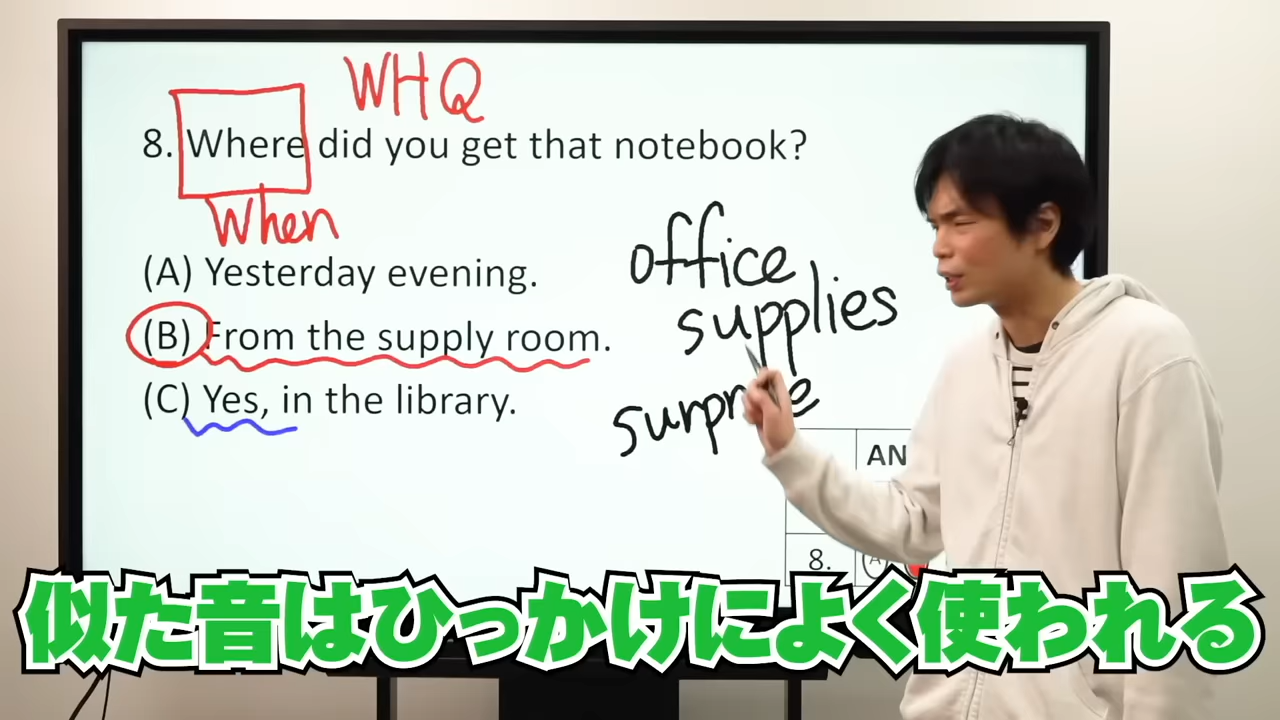 WHQ
8. Where did you get that notebook?
When
(A) Yesterday evening.
(B) From the supply room.
(C) Yes, in the library.
office
supplies
AN
8.
似た音はひっかけによく使われる